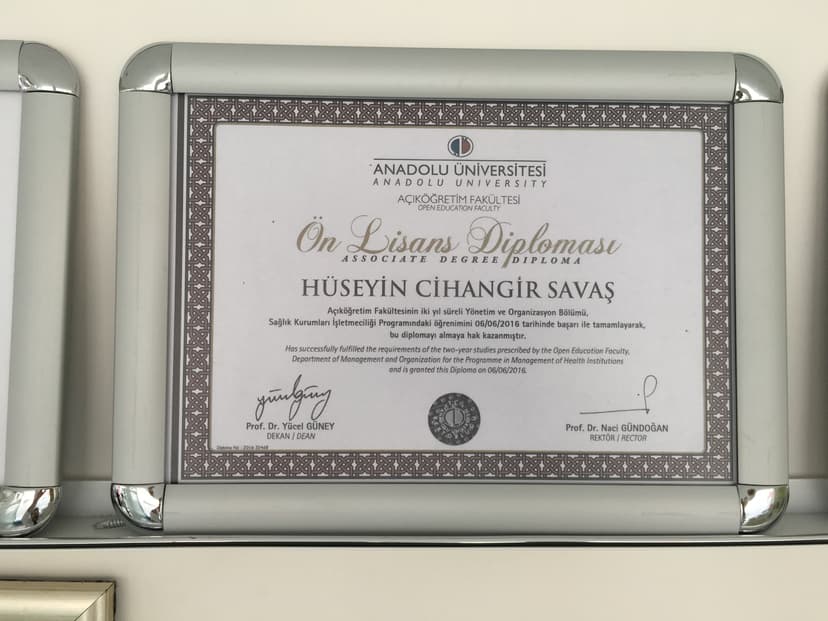 ANADOLU ÜNİVERSİTESİ
ANADOLU UNIVERSITY
AÇIKÖĞRETİM FAKÜLTESİ
OPEN EDUCATION FACULTY
Ön Lisans Diploması
ASSOCIATE DEGREE DIPLOMA
HÜSEYİN CİHANGİR SAVAŞ
Açıköğretim Fakültesinin iki yıl süreli Yönetim ve Organizasyon Bölümü,
Sağlık Kurumları İşletmeciliği Programındaki öğrenimini 06/06/2016 tarihinde başarı ile tamamlayarak,
bu diplomayı almaya hak kazanmıştır.
Has successfully fulfilled the requirements of the two-year studies prescribed by the Open Education Faculty,
Department of Management and Organization for the Programme in Management of Health Institutions
and is granted this Diploma on 06/06/2016.
Prof. Dr. Yücel GÜNEY
DEKAN / DEAN
Prof. Dr. Naci GÜNDOĞAN
REKTÖR / RECTOR